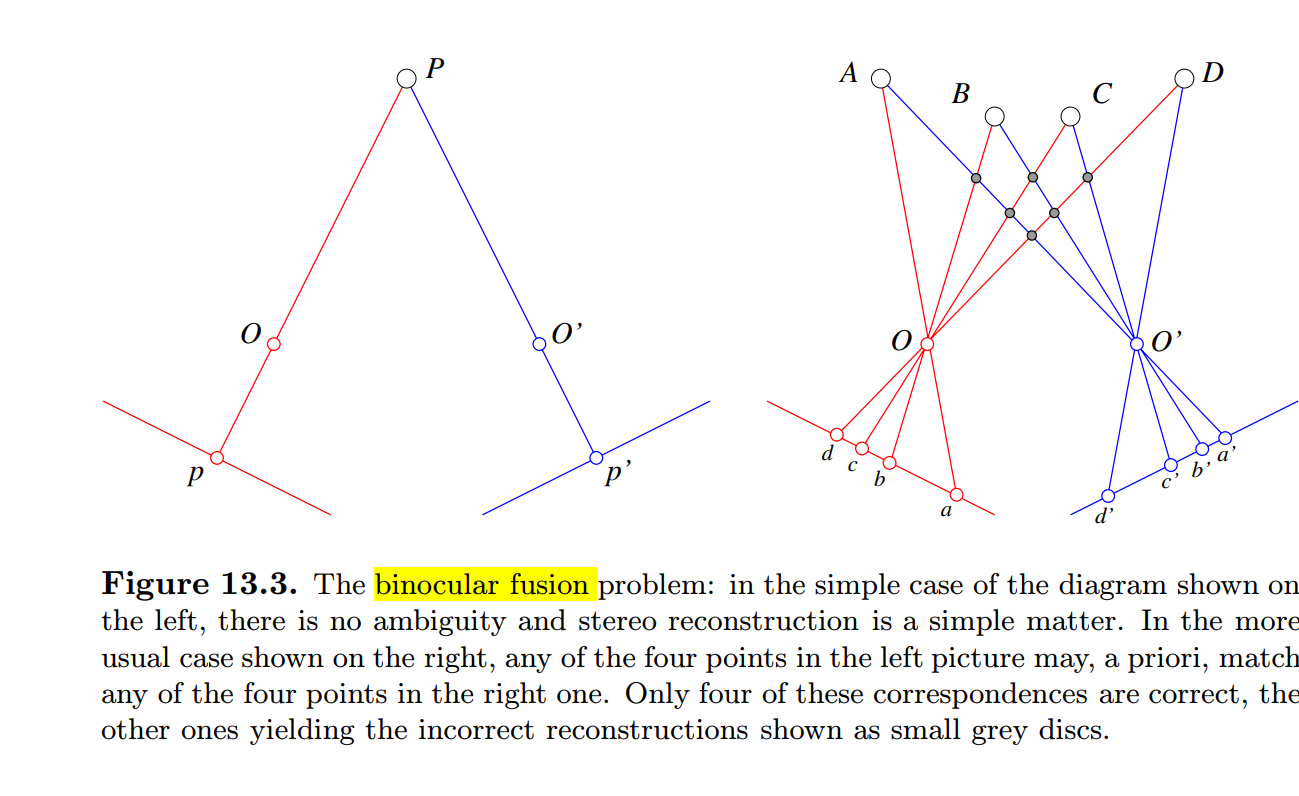 P
A
B
C
D
O
O'
O
O'
p
p'
d
c
b
a
d'
c'
b'
a'
Figure 13.3. The binocular fusion problem: in the simple case of the diagram shown on
the left, there is no ambiguity and stereo reconstruction is a simple matter. In the more
usual case shown on the right, any of the four points in the left picture may, a priori, match
any of the four points in the right one. Only four of these correspondences are correct, the
other ones yielding the incorrect reconstructions shown as small grey discs.